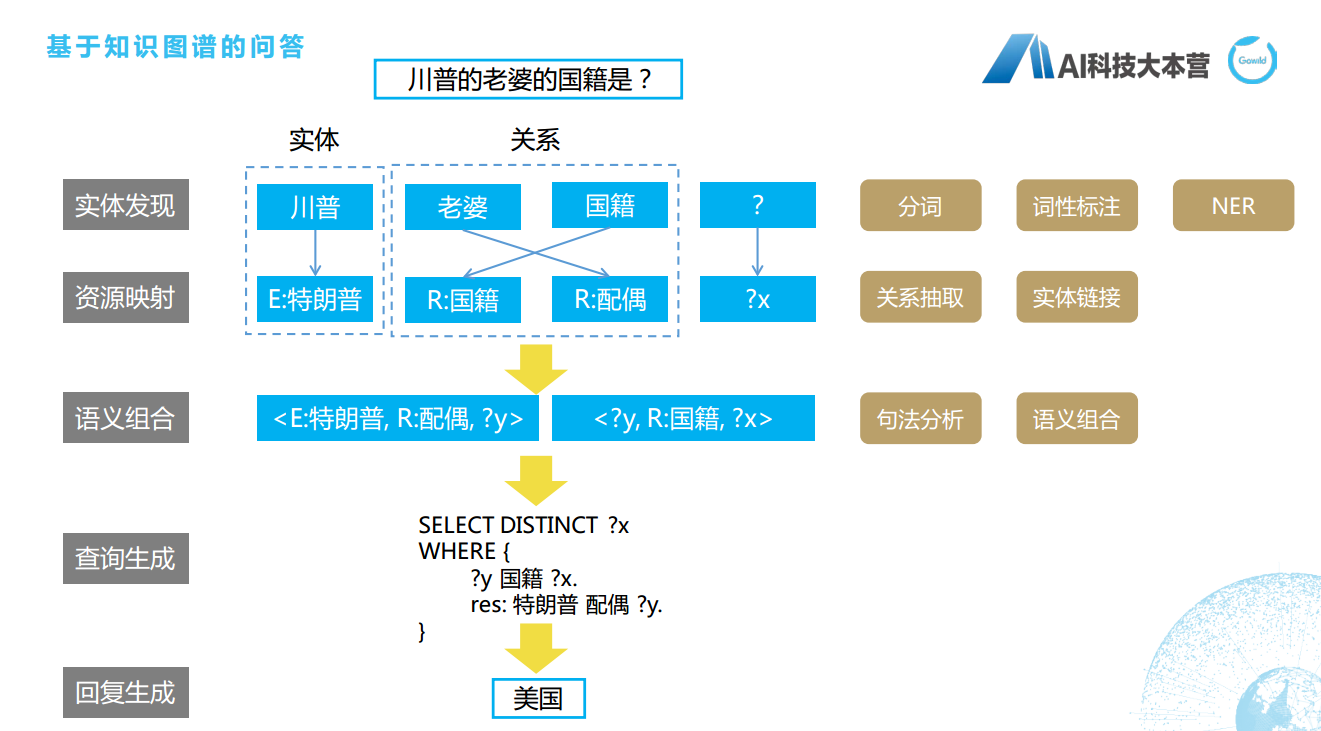 基于知识图谱的问答
AI科技大本营
Gowild
川普的老婆的国籍是？
实体
关系
实体发现
川普
老婆
国籍
?
分词
词性标注
NER
资源映射
E:特朗普
R:国籍
R:配偶
?x
关系抽取
实体链接
语义组合
<E:特朗普, R:配偶, ?y>
<?y, R:国籍, ?x>
句法分析
语义组合
查询生成
SELECT DISTINCT ?x
WHERE {
?y 国籍 ?x.
res: 特朗普 配偶 ?y.
}
回复生成
美国